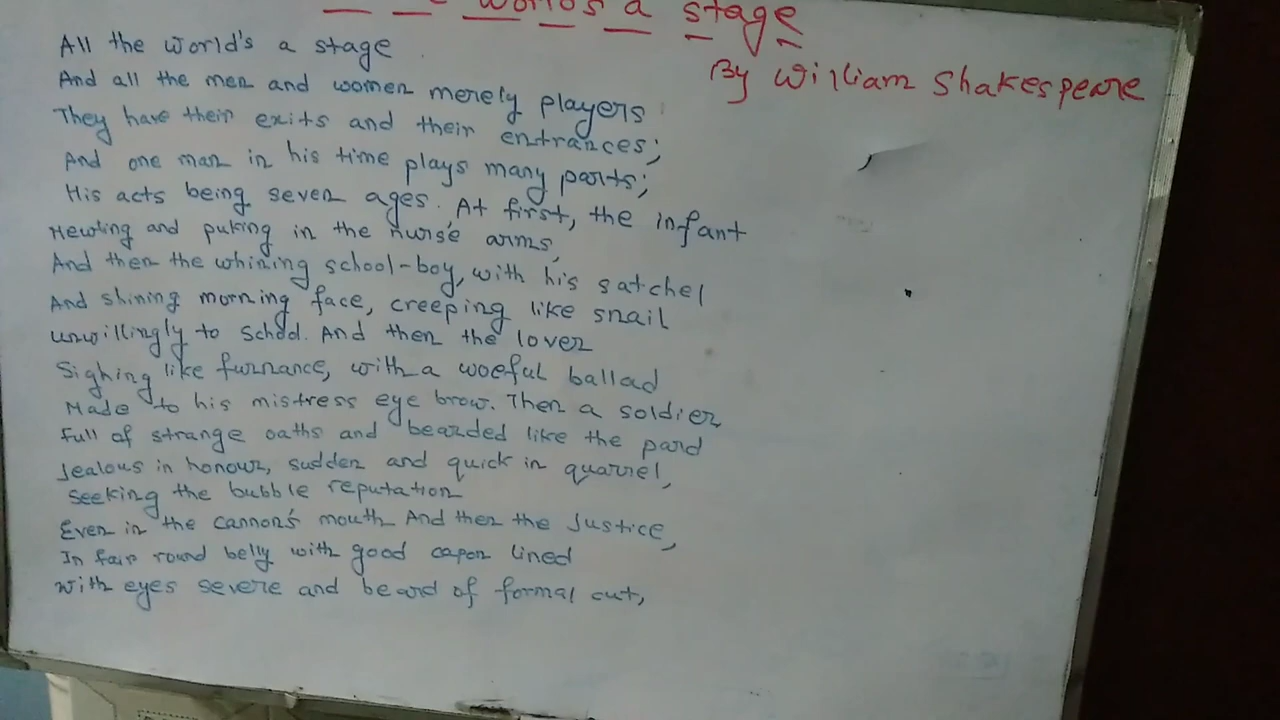 world's a stage
By William Shakespeare
All the world's a stage
And all the men and women merely players
They have their exits and their entrances;
And one man in his time plays many parts;
His acts being seven ages. At first, the infant
Mewling and puking in the nurse's arms,
And then the whining school-boy, with his satchel
And shining morning face, creeping like snail
unwillingly to school. And then the lover
Sighing like furnance, with a woeful ballad
Made to his mistress eye brow. Then a soldier
Full of strange oaths and bearded like the pard
Jealous in honour, sudden and quick in quarrel,
Seeking the bubble reputation
Even in the cannon's mouth And then the Justice,
In fair round belly with good capon lined
With eyes severe and beard of formal cut,